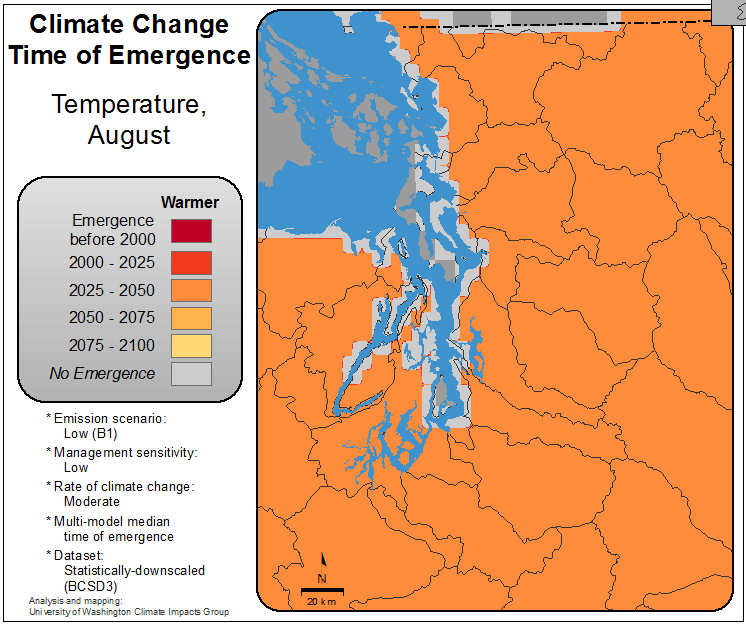 Climate Change
Time of Emergence
Temperature,
August
Warmer
Emergence
before 2000
2000 - 2025
2025 - 2050
2050 - 2075
2075 - 2100
No Emergence
* Emission scenario:
Low (B1)
* Management sensitivity:
Low
* Rate of climate change:
Moderate
* Multi-model median
time of emergence
* Dataset:
Statistically-downscaled
(BCSD3)
Analysis and mapping:
University of Washington Climate Impacts Group
N
20 km